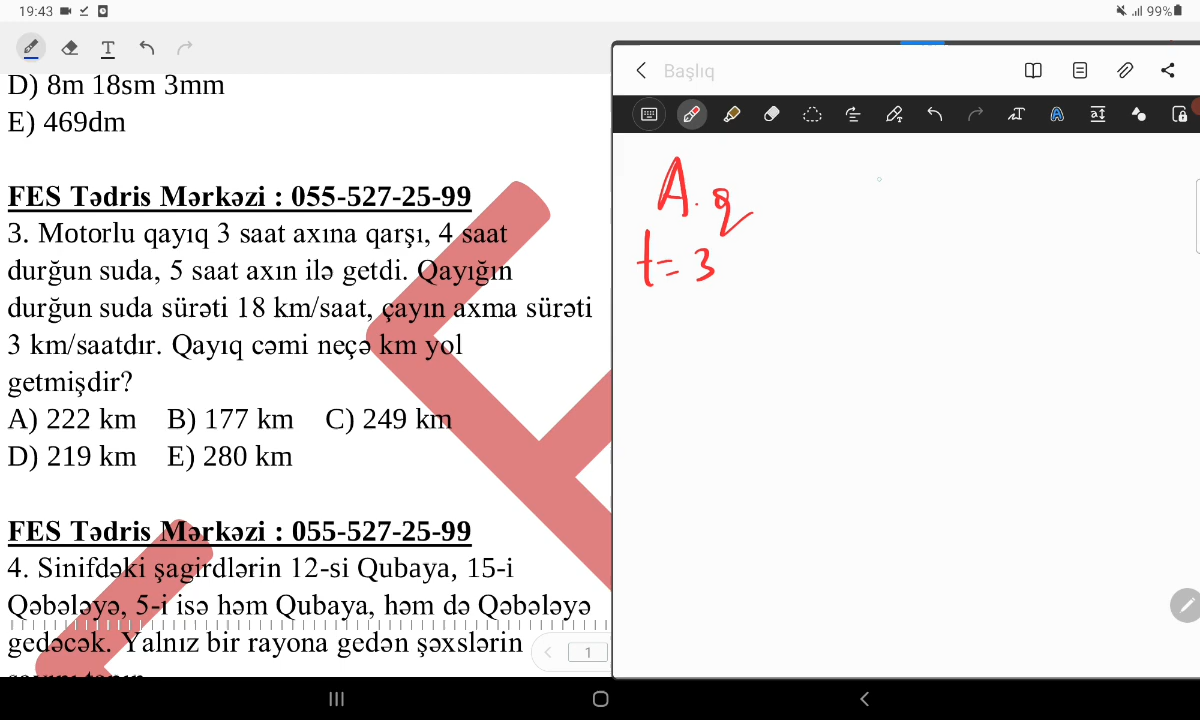 19:43
99%
D) 8m 18sm 3mm
E) 469dm
FES Tədris Mərkəzi : 055-527-25-99
3. Motorlu qayıq 3 saat axına qarşı, 4 saat
durğun suda, 5 saat axın ilə getdi. Qayığın
durğun suda sürəti 18 km/saat, çayın axma sürəti
3 km/saatdır. Qayıq cəmi neçə km yol
getmişdir?
A) 222 km B) 177 km C) 249 km
D) 219 km E) 280 km
FES Tədris Mərkəzi : 055-527-25-99
4. Sinifdəki şagirdlərin 12-si Qubaya, 15-i
Qəbələyə, 5-i isə həm Qubaya, həm də Qəbələyə
gedəcək. Yalnız bir rayona gedən şəxslərin
1
Başlıq
A. q
t = 3